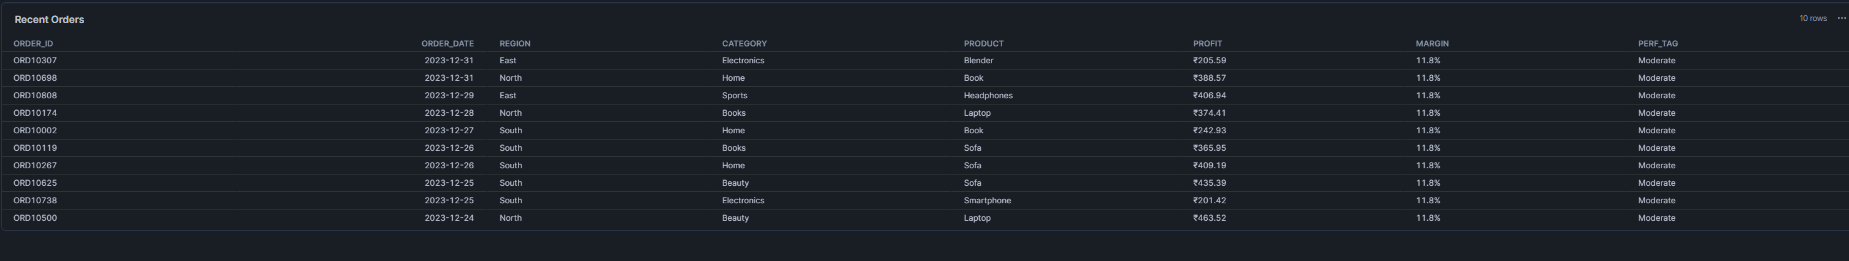 Recent Orders 10 rows ...
ORDER_ID ORDER_DATE REGION CATEGORY PRODUCT PROFIT MARGIN PERF_TAG
ORD10307 2023-12-31 East Electronics Blender ₹205.59 11.8% Moderate
ORD10698 2023-12-31 North Home Book ₹388.57 11.8% Moderate
ORD10808 2023-12-29 East Sports Headphones ₹406.94 11.8% Moderate
ORD10174 2023-12-28 North Books Laptop ₹374.41 11.8% Moderate
ORD10002 2023-12-27 South Home Book ₹242.93 11.8% Moderate
ORD10119 2023-12-26 South Books Sofa ₹365.95 11.8% Moderate
ORD10267 2023-12-26 South Home Sofa ₹409.19 11.8% Moderate
ORD10625 2023-12-25 South Beauty Sofa ₹435.39 11.8% Moderate
ORD10738 2023-12-25 South Electronics Smartphone ₹201.42 11.8% Moderate
ORD10500 2023-12-24 North Beauty Laptop ₹463.52 11.8% Moderate